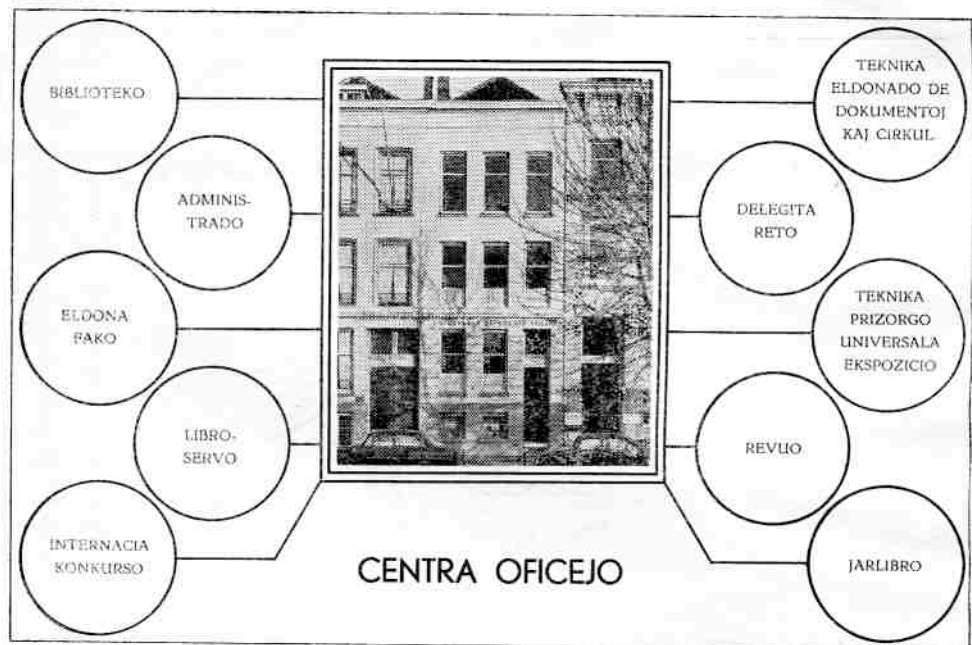 BIBLIOTEKO
ADMINIS-
TRADO
ELDONA
FAKO
LIBRO-
SERVO
INTERNACIA
KONKURSO
TEKNIKA
ELDONADO DE
DOKUMENTOJ
KAJ CIRKUL.
DELEGITA
RETO
TEKNIKA
PRIZORGO
UNIVERSALA
EKSPOZICIO
REVUO
JARLIBRO
CENTRA OFICEJO